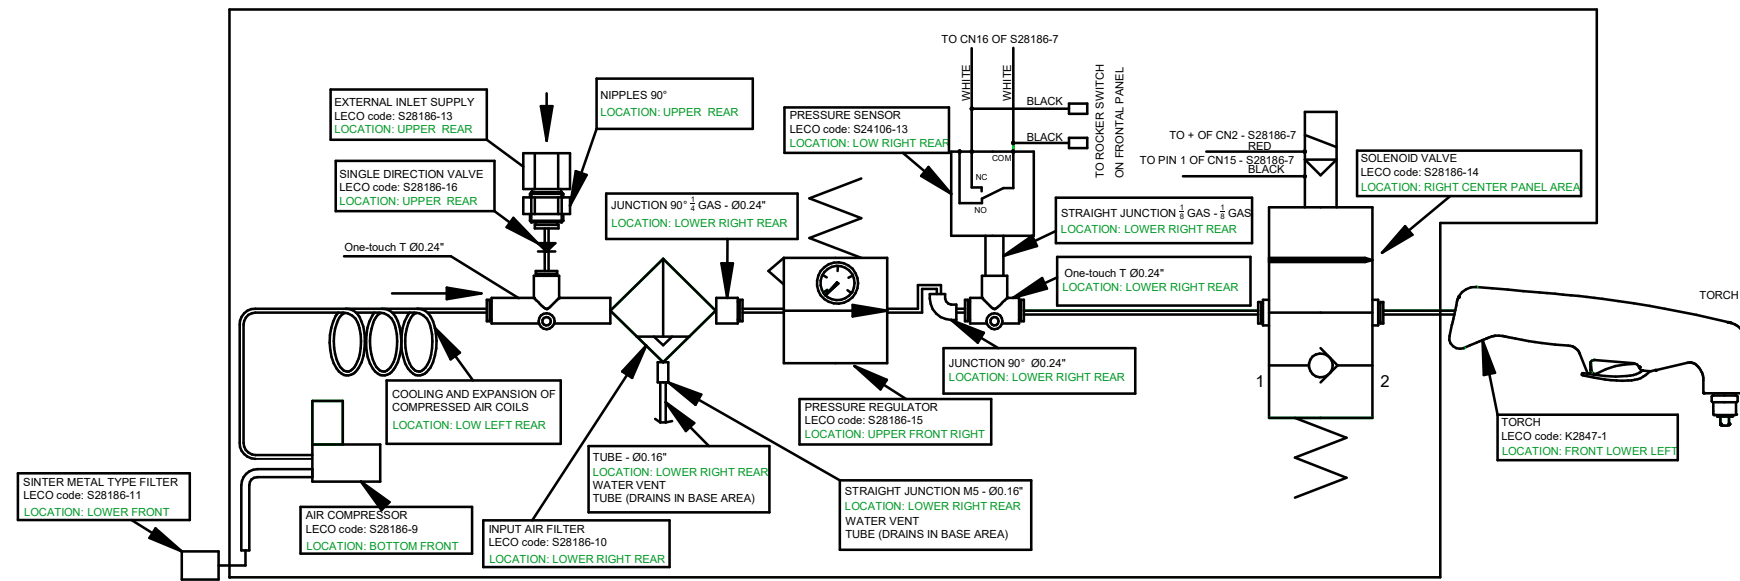 TO CN16 OF S28186-7
WHITE
WHITE
BLACK
BLACK
TO ROCKER SWITCH
ON FRONTAL PANEL
EXTERNAL INLET SUPPLY
LECO code: S28186-13
LOCATION: UPPER REAR
NIPPLES 90°
LOCATION: UPPER REAR
PRESSURE SENSOR
LECO code: S24106-13
LOCATION: LOW RIGHT REAR
COM
NC
NO
TO + OF CN2 - S28186-7
RED
TO PIN 1 OF CN15 - S28186-7
BLACK
SOLENOID VALVE
LECO code: S28186-14
LOCATION: RIGHT CENTER PANEL AREA
SINGLE DIRECTION VALVE
LECO code: S28186-16
LOCATION: UPPER REAR
JUNCTION 90° 1/4 GAS - Ø0.24"
LOCATION: LOWER RIGHT REAR
STRAIGHT JUNCTION 1/8 GAS - 1/8 GAS
LOCATION: LOWER RIGHT REAR
One-touch T Ø0.24"
One-touch T Ø0.24"
LOCATION: LOWER RIGHT REAR
TORCH
JUNCTION 90° Ø0.24"
LOCATION: LOWER RIGHT REAR
1
2
COOLING AND EXPANSION OF
COMPRESSED AIR COILS
LOCATION: LOW LEFT REAR
PRESSURE REGULATOR
LECO code: S28186-15
LOCATION: UPPER FRONT RIGHT
TORCH
LECO code: K2847-1
LOCATION: FRONT LOWER LEFT
TUBE - Ø0.16"
LOCATION: LOWER RIGHT REAR
WATER VENT
TUBE (DRAINS IN BASE AREA)
SINTER METAL TYPE FILTER
LECO code: S28186-11
LOCATION: LOWER FRONT
STRAIGHT JUNCTION M5 - Ø0.16"
LOCATION: LOWER RIGHT REAR
WATER VENT
TUBE (DRAINS IN BASE AREA)
AIR COMPRESSOR
LECO code: S28186-9
LOCATION: BOTTOM FRONT
INPUT AIR FILTER
LECO code: S28186-10
LOCATION: LOWER RIGHT REAR